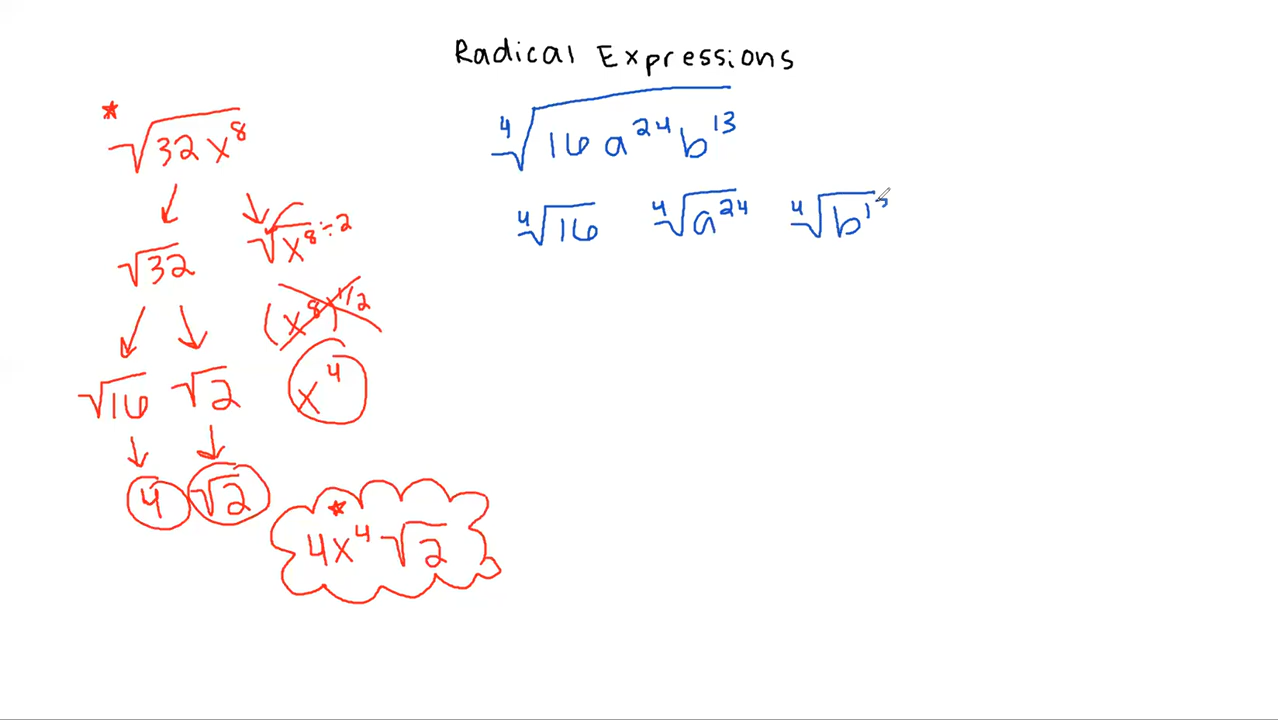 Radical Expressions
* √32x⁸
√32 √x⁸÷2
(x⁸)^1/2
√16 √2 x⁴
4 √2
4x⁴√2
⁴√16a²⁴b¹³
⁴√16 ⁴√a²⁴ ⁴√b¹